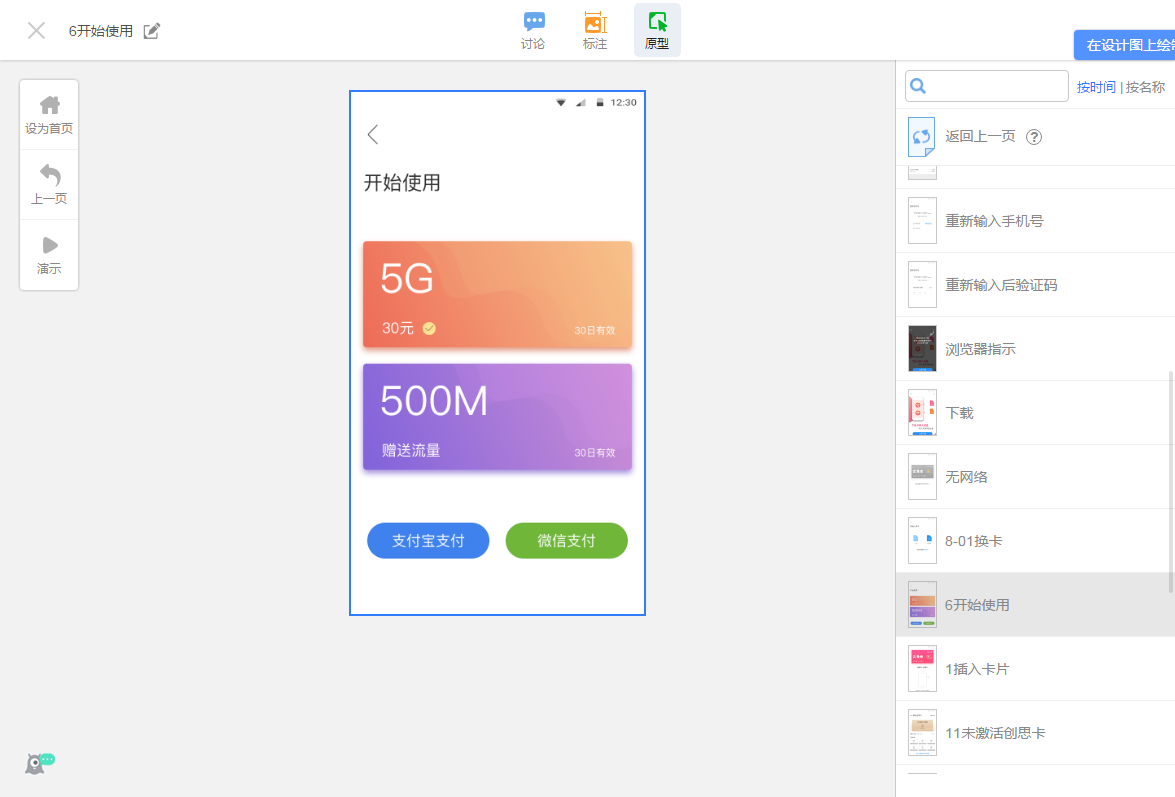 6开始使用
讨论
标注
原型
在设计图上绘
设为首页
上一页
演示
12:30
开始使用
5G
30元
30日有效
500M
赠送流量
30日有效
支付宝支付
微信支付
按时间 | 按名称
返回上一页 ?
重新输入手机号
重新输入后验证码
浏览器指示
下载
无网络
8-01换卡
6开始使用
1插入卡片
11未激活创思卡